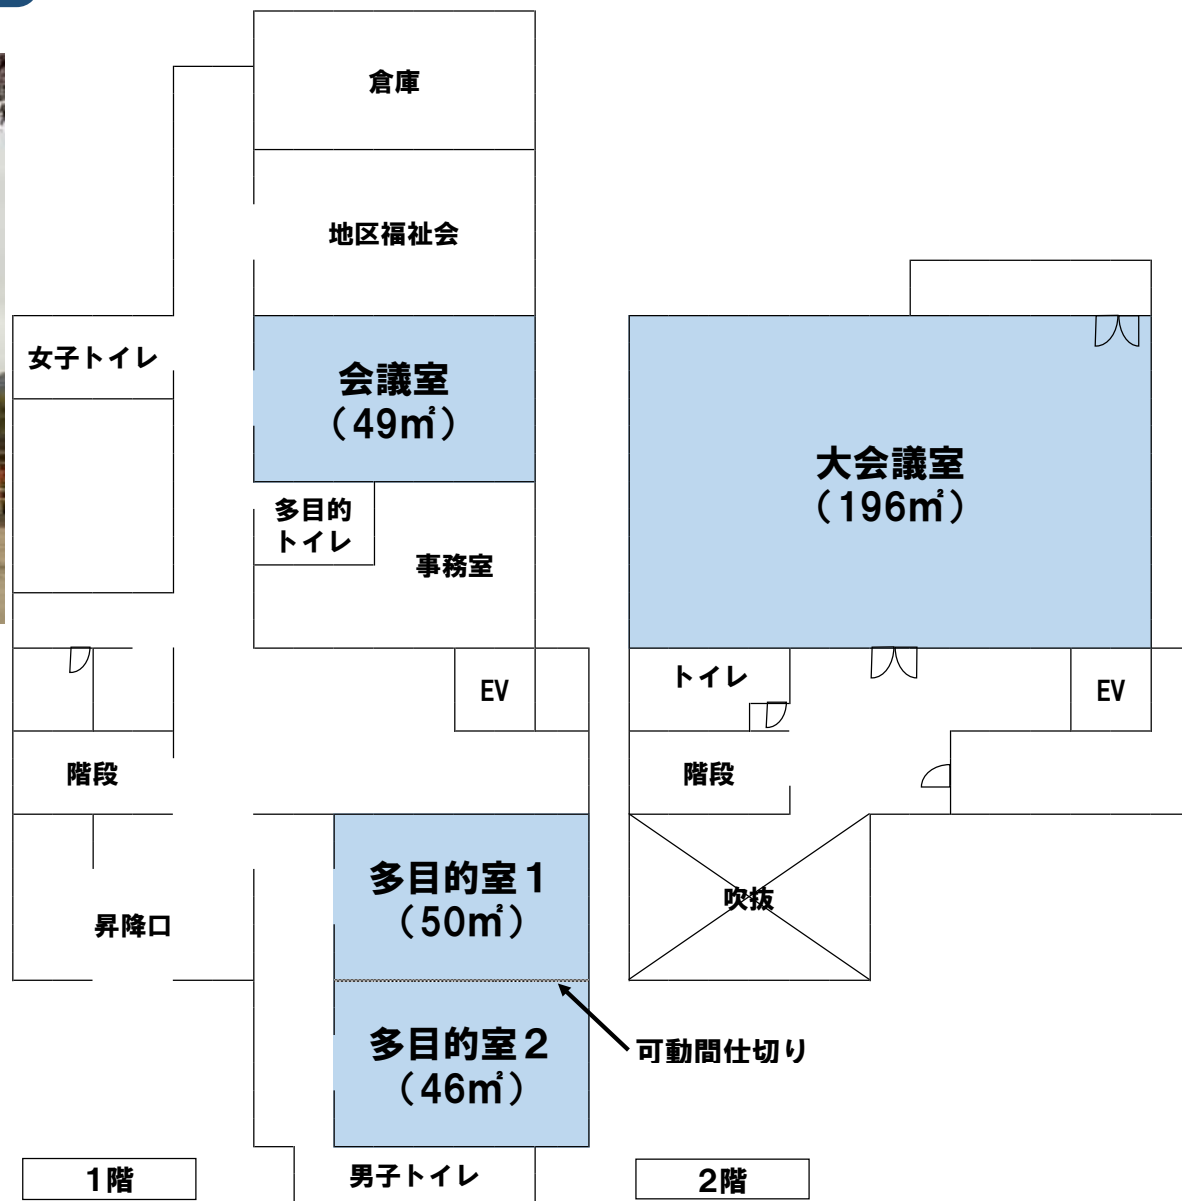 倉庫
地区福祉会
女子トイレ
会議室
（49㎡）
多目的
トイレ
事務室
EV
階段
多目的室１
（50㎡）
昇降口
多目的室２
（46㎡）
可動間仕切り
男子トイレ
1階
大会議室
（196㎡）
トイレ
EV
階段
吹抜
2階